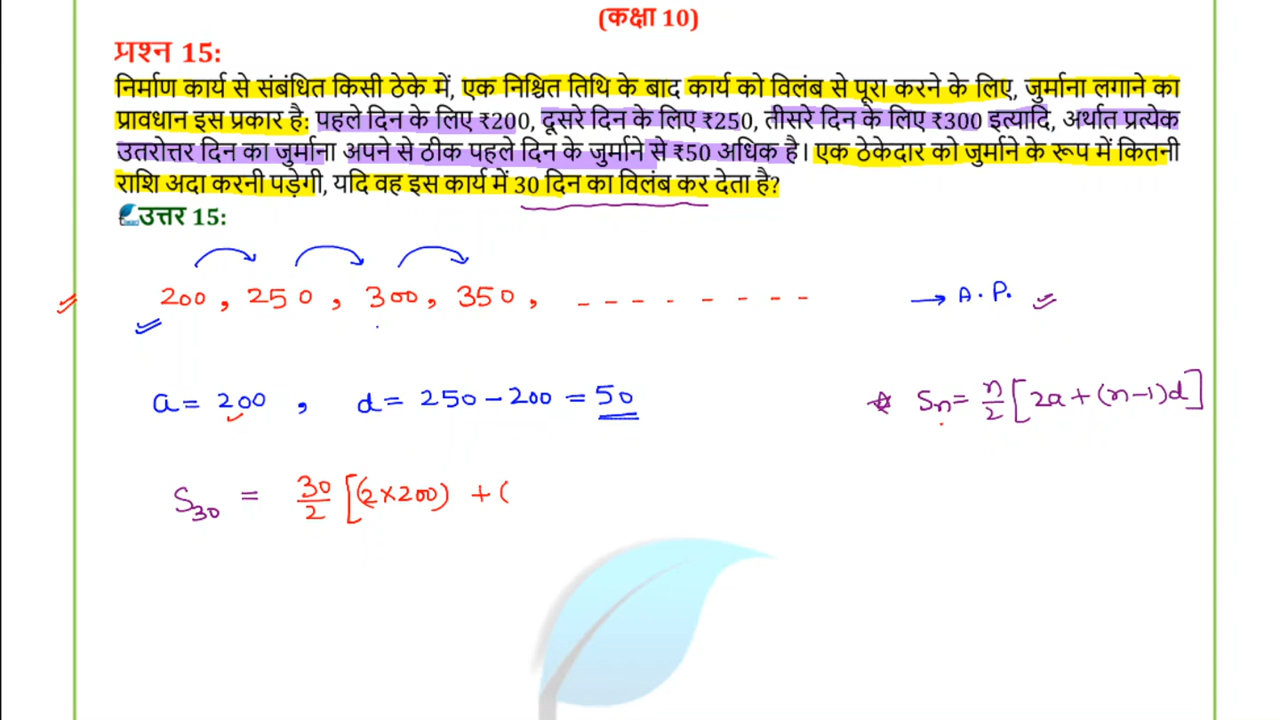 (कक्षा 10)
प्रश्न 15:
निर्माण कार्य से संबंधित किसी ठेके में, एक निश्चित तिथि के बाद कार्य को विलंब से पूरा करने के लिए, जुर्माना लगाने का
प्रावधान इस प्रकार है: पहले दिन के लिए ₹200, दूसरे दिन के लिए ₹250, तीसरे दिन के लिए ₹300 इत्यादि, अर्थात प्रत्येक
उतरोत्तर दिन का जुर्माना अपने से ठीक पहले दिन के जुर्माने से ₹50 अधिक है। एक ठेकेदार को जुर्माने के रूप में कितनी
राशि अदा करनी पड़ेगी, यदि वह इस कार्य में 30 दिन का विलंब कर देता है?
उत्तर 15:
200, 250, 300, 350, - - - - - - - - → A.P.
a = 200, d = 250 - 200 = 50 Sn = n/2 [2a + (n-1)d]
S30 = 30/2 [(2×200) + (